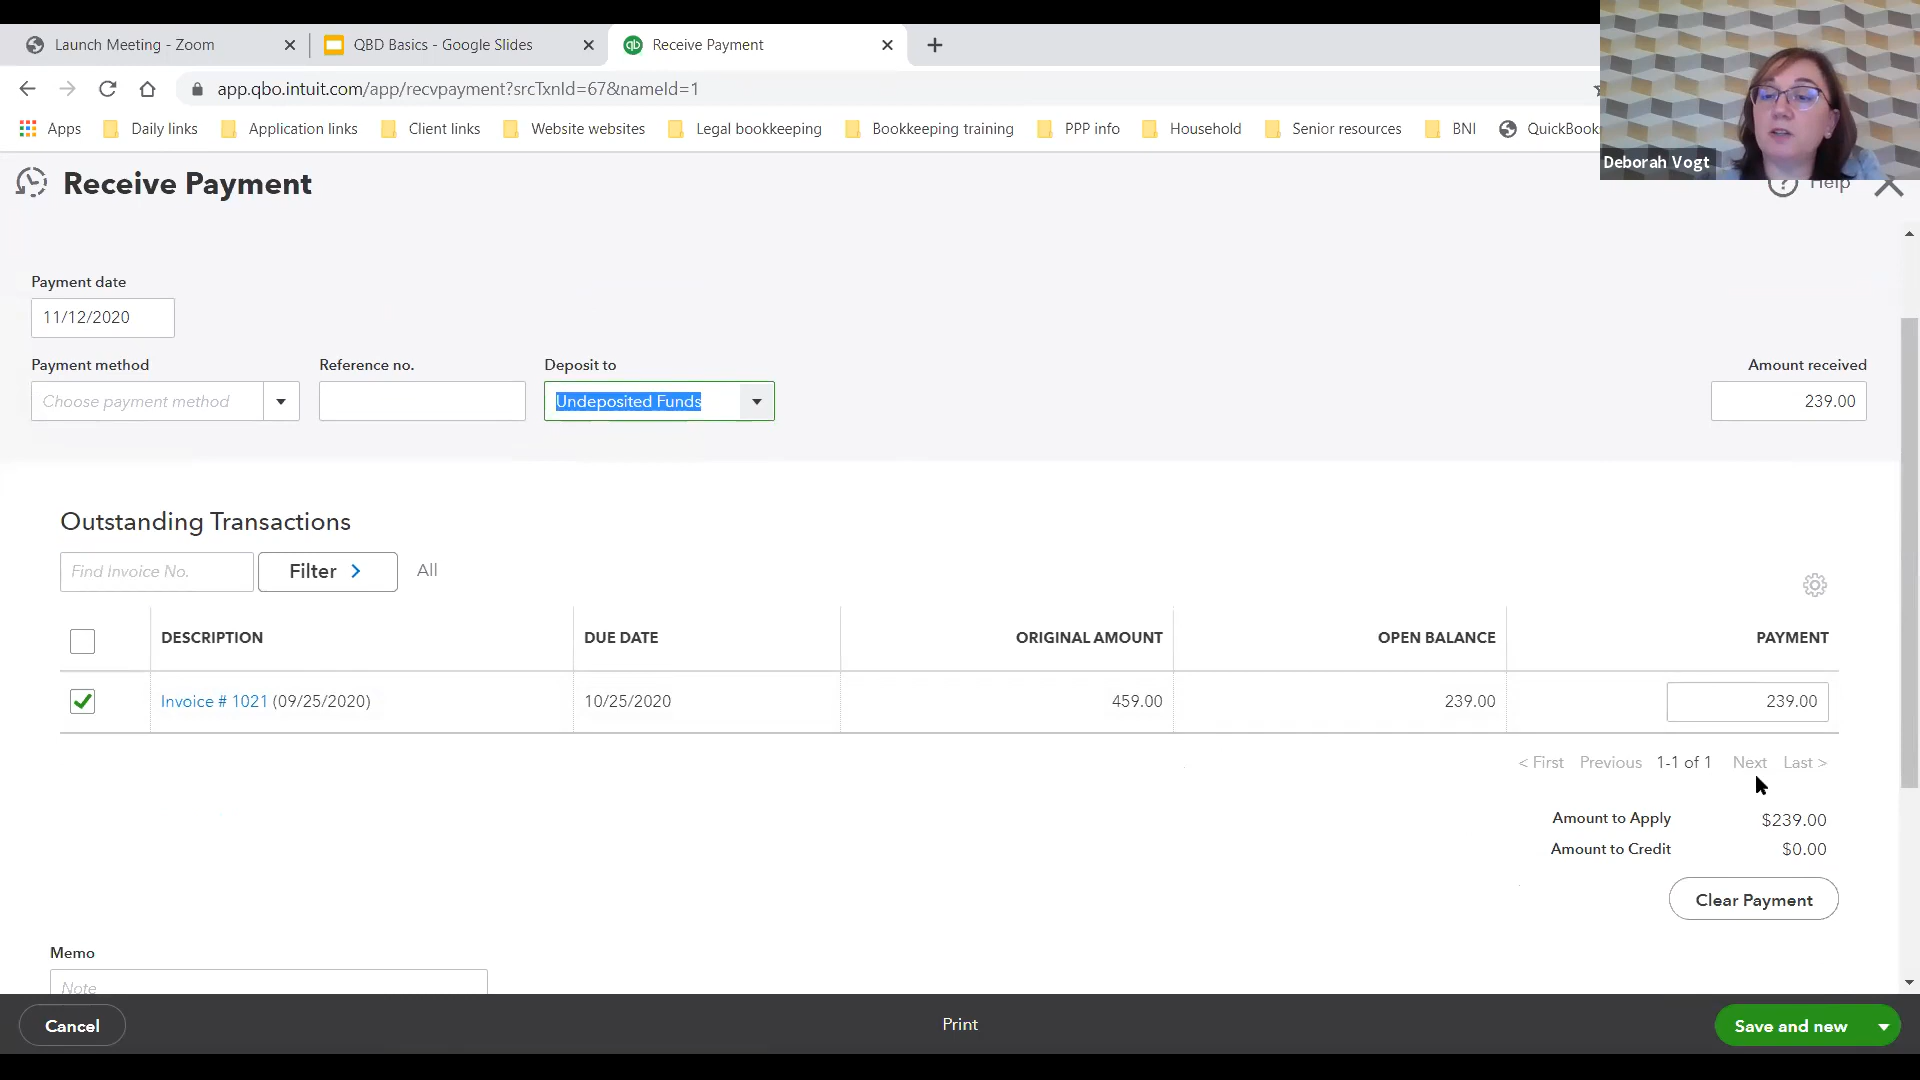 Launch Meeting - Zoom
QBD Basics - Google Slides
qb Receive Payment
app.qbo.intuit.com/app/recvpayment?srcTxnId=67&nameId=1
Apps Daily links Application links Client links Website websites Legal bookkeeping Bookkeeping training PPP info Household Senior resources BNI QuickBook
Deborah Vogt
Receive Payment
? Help
Payment date
11/12/2020
Payment method Reference no. Deposit to Amount received
Choose payment method Undeposited Funds 239.00
Outstanding Transactions
Find Invoice No. Filter > All
DESCRIPTION DUE DATE ORIGINAL AMOUNT OPEN BALANCE PAYMENT
Invoice # 1021 (09/25/2020) 10/25/2020 459.00 239.00 239.00
< First Previous 1-1 of 1 Next Last >
Amount to Apply $239.00
Amount to Credit $0.00
Clear Payment
Memo
Note
Cancel Print Save and new